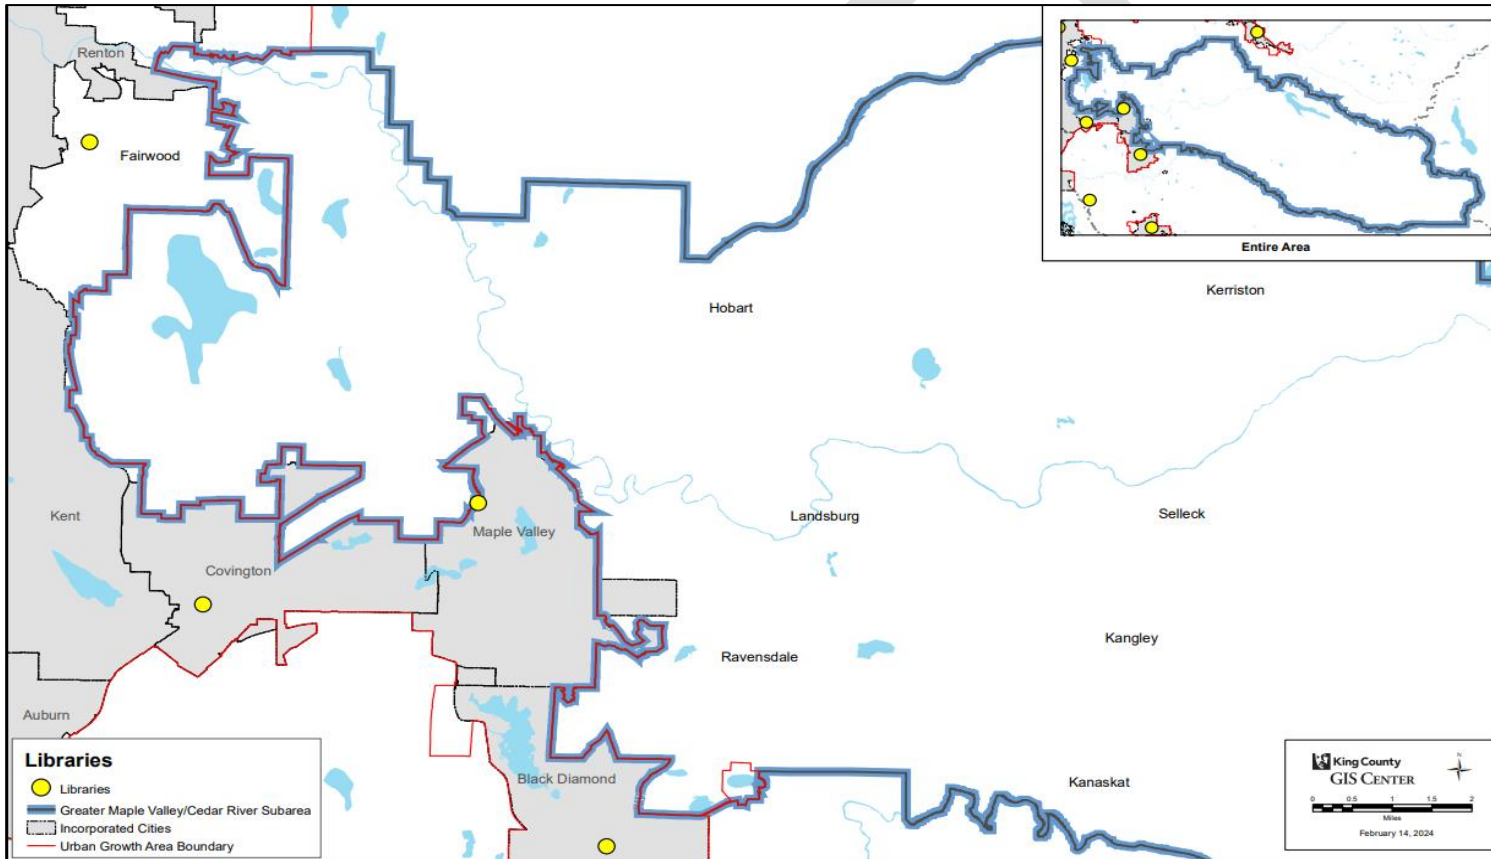 Renton
Fairwood
Entire Area
Kerriston
Hobart
Kent
Maple Valley
Landsburg
Selleck
Covington
Ravensdale
Kangley
Auburn
Black Diamond
Kanaskat
Libraries
Libraries
Greater Maple Valley/Cedar River Subarea
Incorporated Cities
Urban Growth Area Boundary
King County
GIS CENTER
N
0 0.5 1 1.5 2
Miles
February 14, 2024